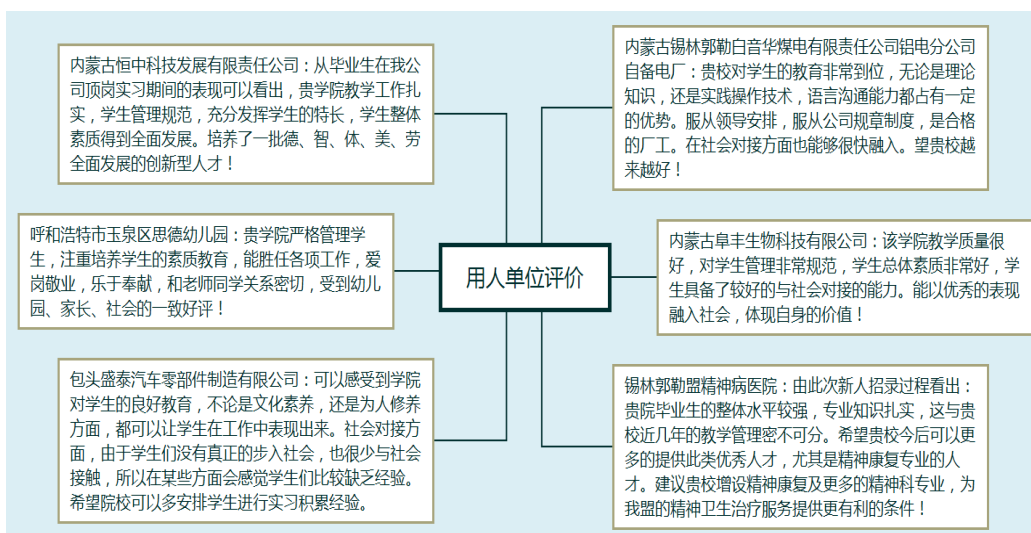 内蒙古恒中科技发展有限责任公司：从毕业生在我公
司顶岗实习期间的表现可以看出，贵学院教学工作扎
实，学生管理规范，充分发挥学生的特长，学生整体
素质得到全面发展。培养了一批德、智、体、美、劳
全面发展的创新型人才！
内蒙古锡林郭勒白音华煤电有限责任公司铝电分公司
自备电厂：贵校对学生的教育非常到位，无论是理论
知识，还是实践操作技术，语言沟通能力都占有一定
的优势。服从领导安排，服从公司规章制度，是合格
的厂工。在社会对接方面也能够很快融入。望贵校越
来越好！
呼和浩特市玉泉区思德幼儿园：贵学院严格管理学
生，注重培养学生的素质教育，能胜任各项工作，爱
岗敬业，乐于奉献，和老师同学关系密切，受到幼儿
园、家长、社会的一致好评！
用人单位评价
内蒙古阜丰生物科技有限公司：该学院教学质量很
好，对学生管理非常规范，学生总体素质非常好，学
生具备了较好的与社会对接的能力。能以优秀的表现
融入社会，体现自身的价值！
包头盛泰汽车零部件制造有限公司：可以感受到学院
对学生的良好教育，不论是文化素养，还是为人修养
方面，都可以让学生在工作中表现出来。社会对接方
面，由于学生们没有真正的步入社会，也很少与社会
接触，所以在某些方面会感觉学生们比较缺乏经验。
希望院校可以多安排学生进行实习积累经验。
锡林郭勒盟精神病医院：由此次新人招录过程看出：
贵院毕业生的整体水平较强，专业知识扎实，这与贵
校近几年的教学管理密不可分。希望贵校今后可以更
多的提供此类优秀人才，尤其是精神康复专业的人
才。建议贵校增设精神康复及更多的精神科专业，为
我盟的精神卫生治疗服务提供更有利的条件！